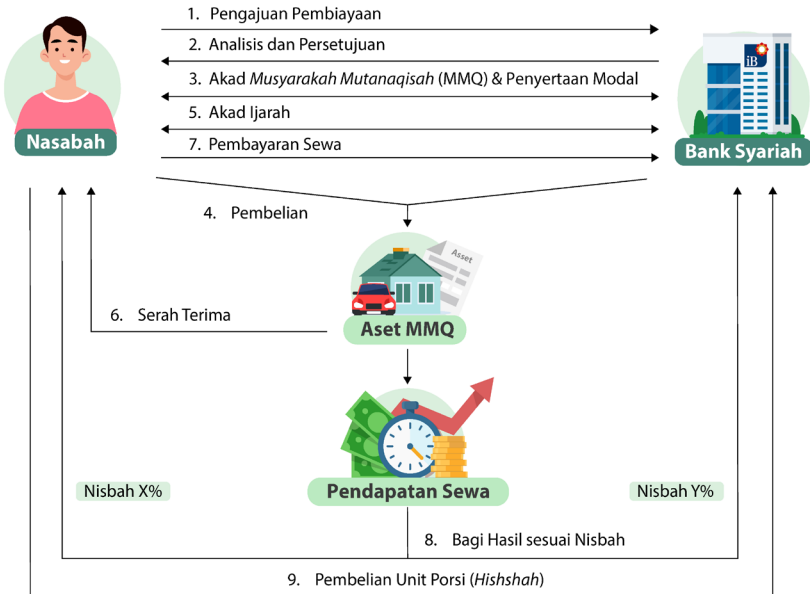 1. Pengajuan Pembiayaan
2. Analisis dan Persetujuan
3. Akad Musyarakah Mutanaqisah (MMQ) & Penyertaan Modal
5. Akad Ijarah
7. Pembayaran Sewa
Nasabah
iB
Bank Syariah
4. Pembelian
Asset
6. Serah Terima
Aset MMQ
Nisbah X%
Pendapatan Sewa
Nisbah Y%
8. Bagi Hasil sesuai Nisbah
9. Pembelian Unit Porsi (Hishshah)